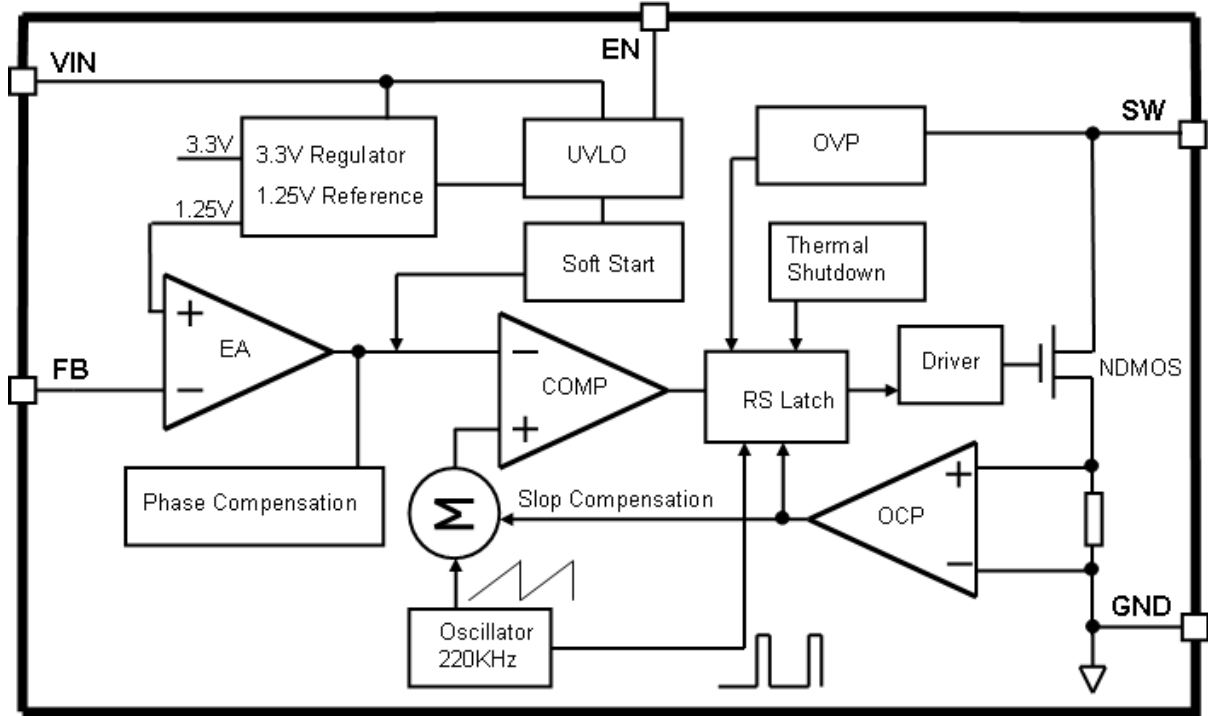 EN
VIN
SW
3.3V
3.3V Regulator
1.25V Reference
UVLO
OVP
1.25V
Soft Start
Thermal
Shutdown
+
EA
−
FB
−
COMP
+
RS Latch
Driver
NDMOS
Phase Compensation
Σ
Slop Compensation
+
OCP
−
GND
Oscillator
220KHz